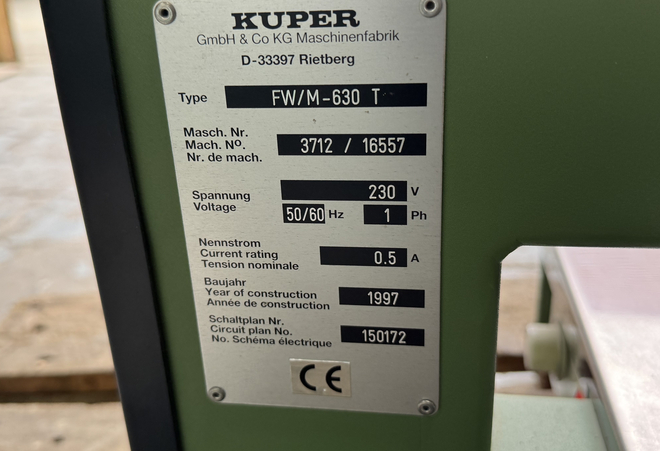 KUPER
GmbH & Co KG Maschinenfabrik
D-33397 Rietberg
Type FW/M-630 T
Masch. Nr.
Mach. Nº. 3712 / 16557
Nr. de mach.
Spannung 230 V
Voltage 50/60 Hz 1 Ph
Nennstrom
Current rating 0.5 A
Tension nominale
Baujahr
Year of construction 1997
Année de construction
Schaltplan Nr.
Circuit plan No. 150172
No. Schéma électrique
CE